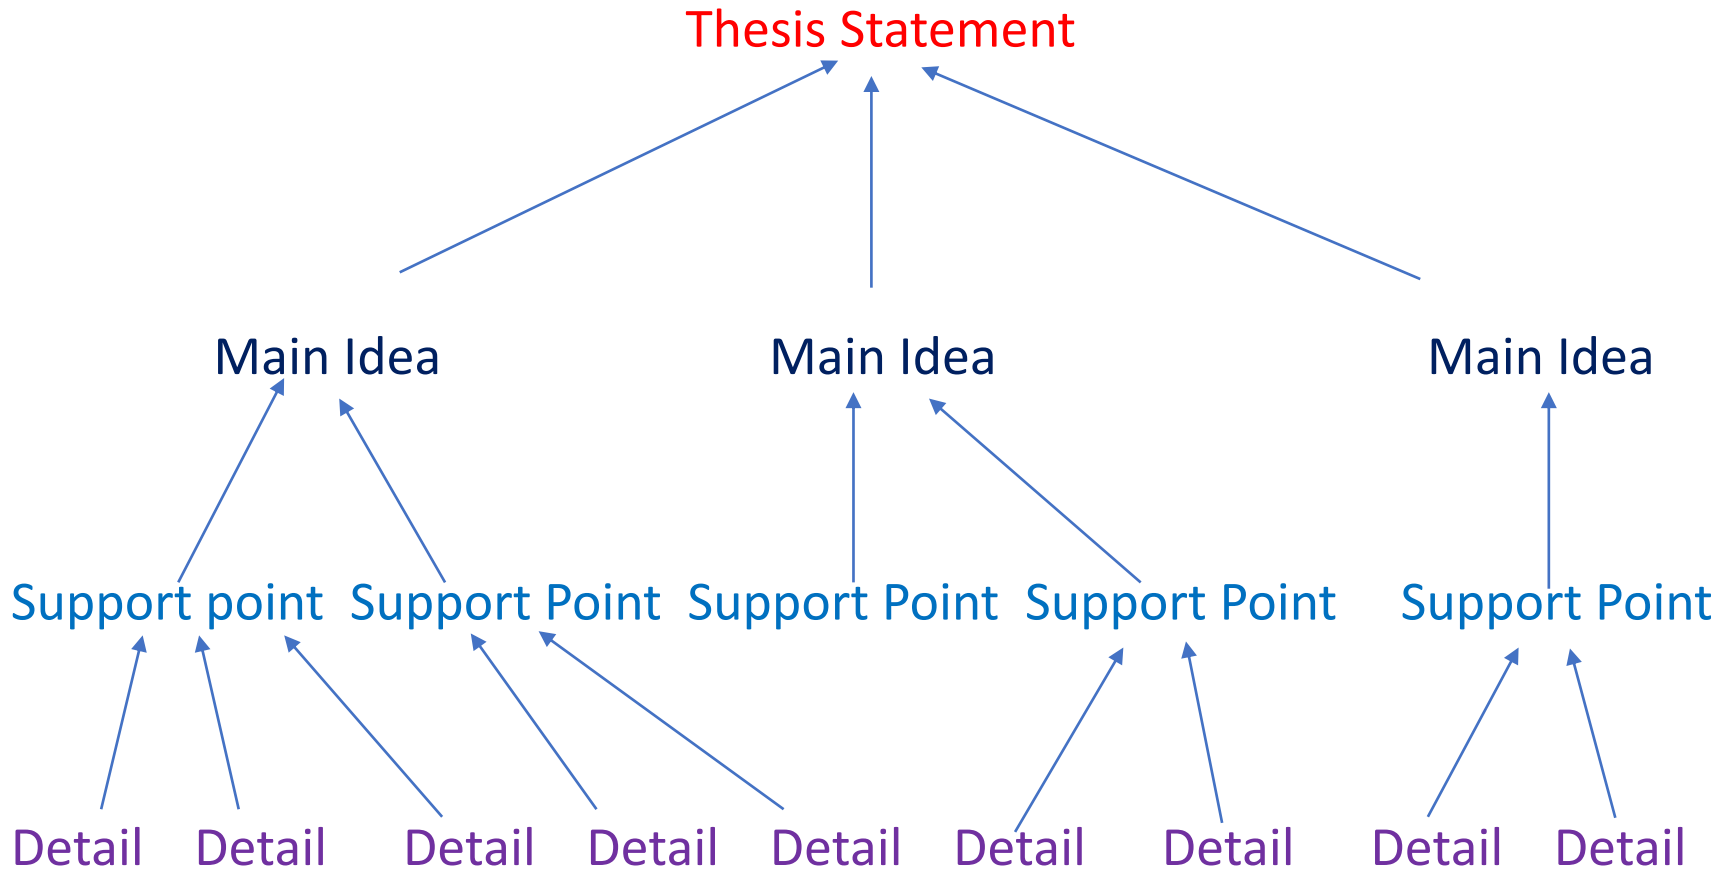 Thesis Statement
Main Idea Main Idea Main Idea
Support point Support Point Support Point Support Point Support Point
Detail Detail Detail Detail Detail Detail Detail Detail Detail